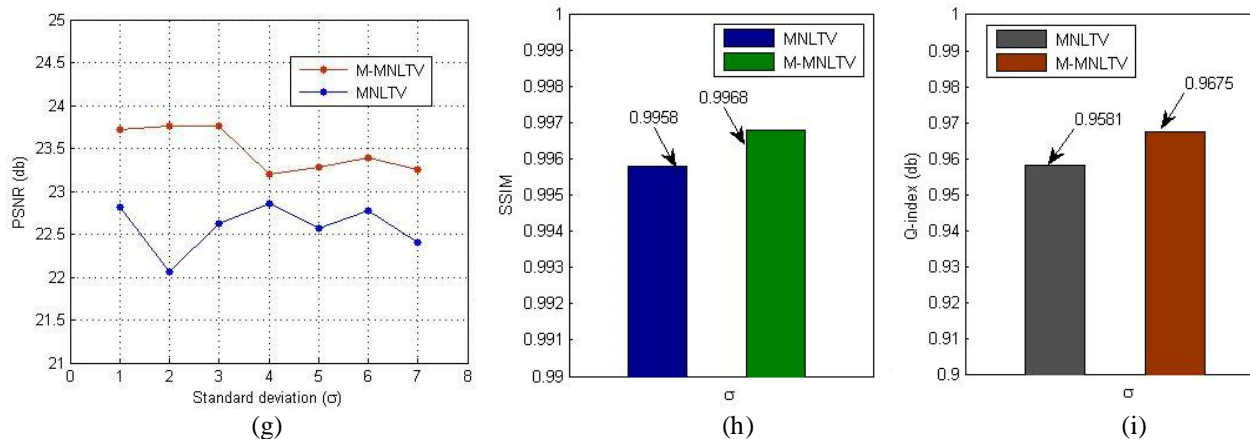 25
24.5
24
23.5
23
22.5
22
21.5
21
PSNR (db)
M-MNLTV
MNLTV
0 1 2 3 4 5 6 7 8
Standard deviation (σ)
(g)
1
0.999
0.998
0.997
0.996
0.995
0.994
0.993
0.992
0.991
0.99
SSIM
MNLTV
M-MNLTV
0.9958
0.9968
σ
(h)
1
0.99
0.98
0.97
0.96
0.95
0.94
0.93
0.92
0.91
0.9
Q-index (db)
MNLTV
M-MNLTV
0.9581
0.9675
σ
(i)